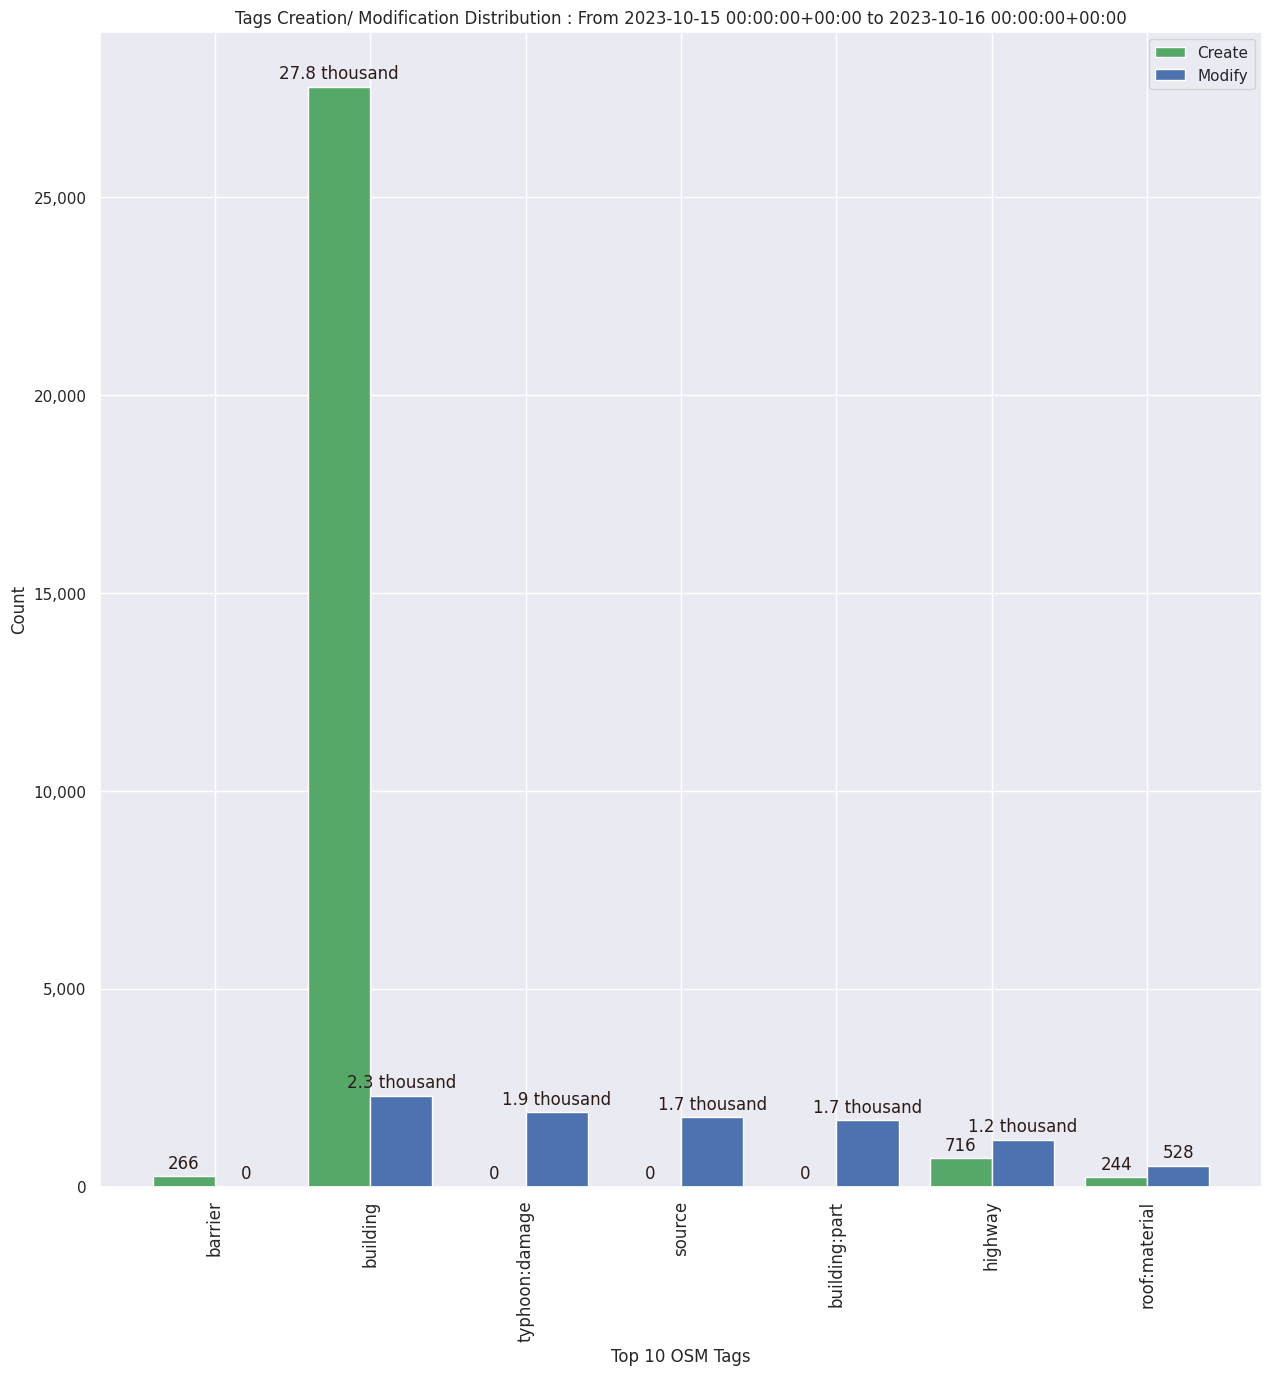 Tags Creation/ Modification Distribution : From 2023-10-15 00:00:00+00:00 to 2023-10-16 00:00:00+00:00
Create
Modify
27.8 thousand
25,000
20,000
15,000
10,000
5,000
0
Count
266
0
2.3 thousand
0
1.9 thousand
0
1.7 thousand
0
1.7 thousand
716
1.2 thousand
244
528
barrier
building
typhoon:damage
source
building:part
highway
roof:material
Top 10 OSM Tags